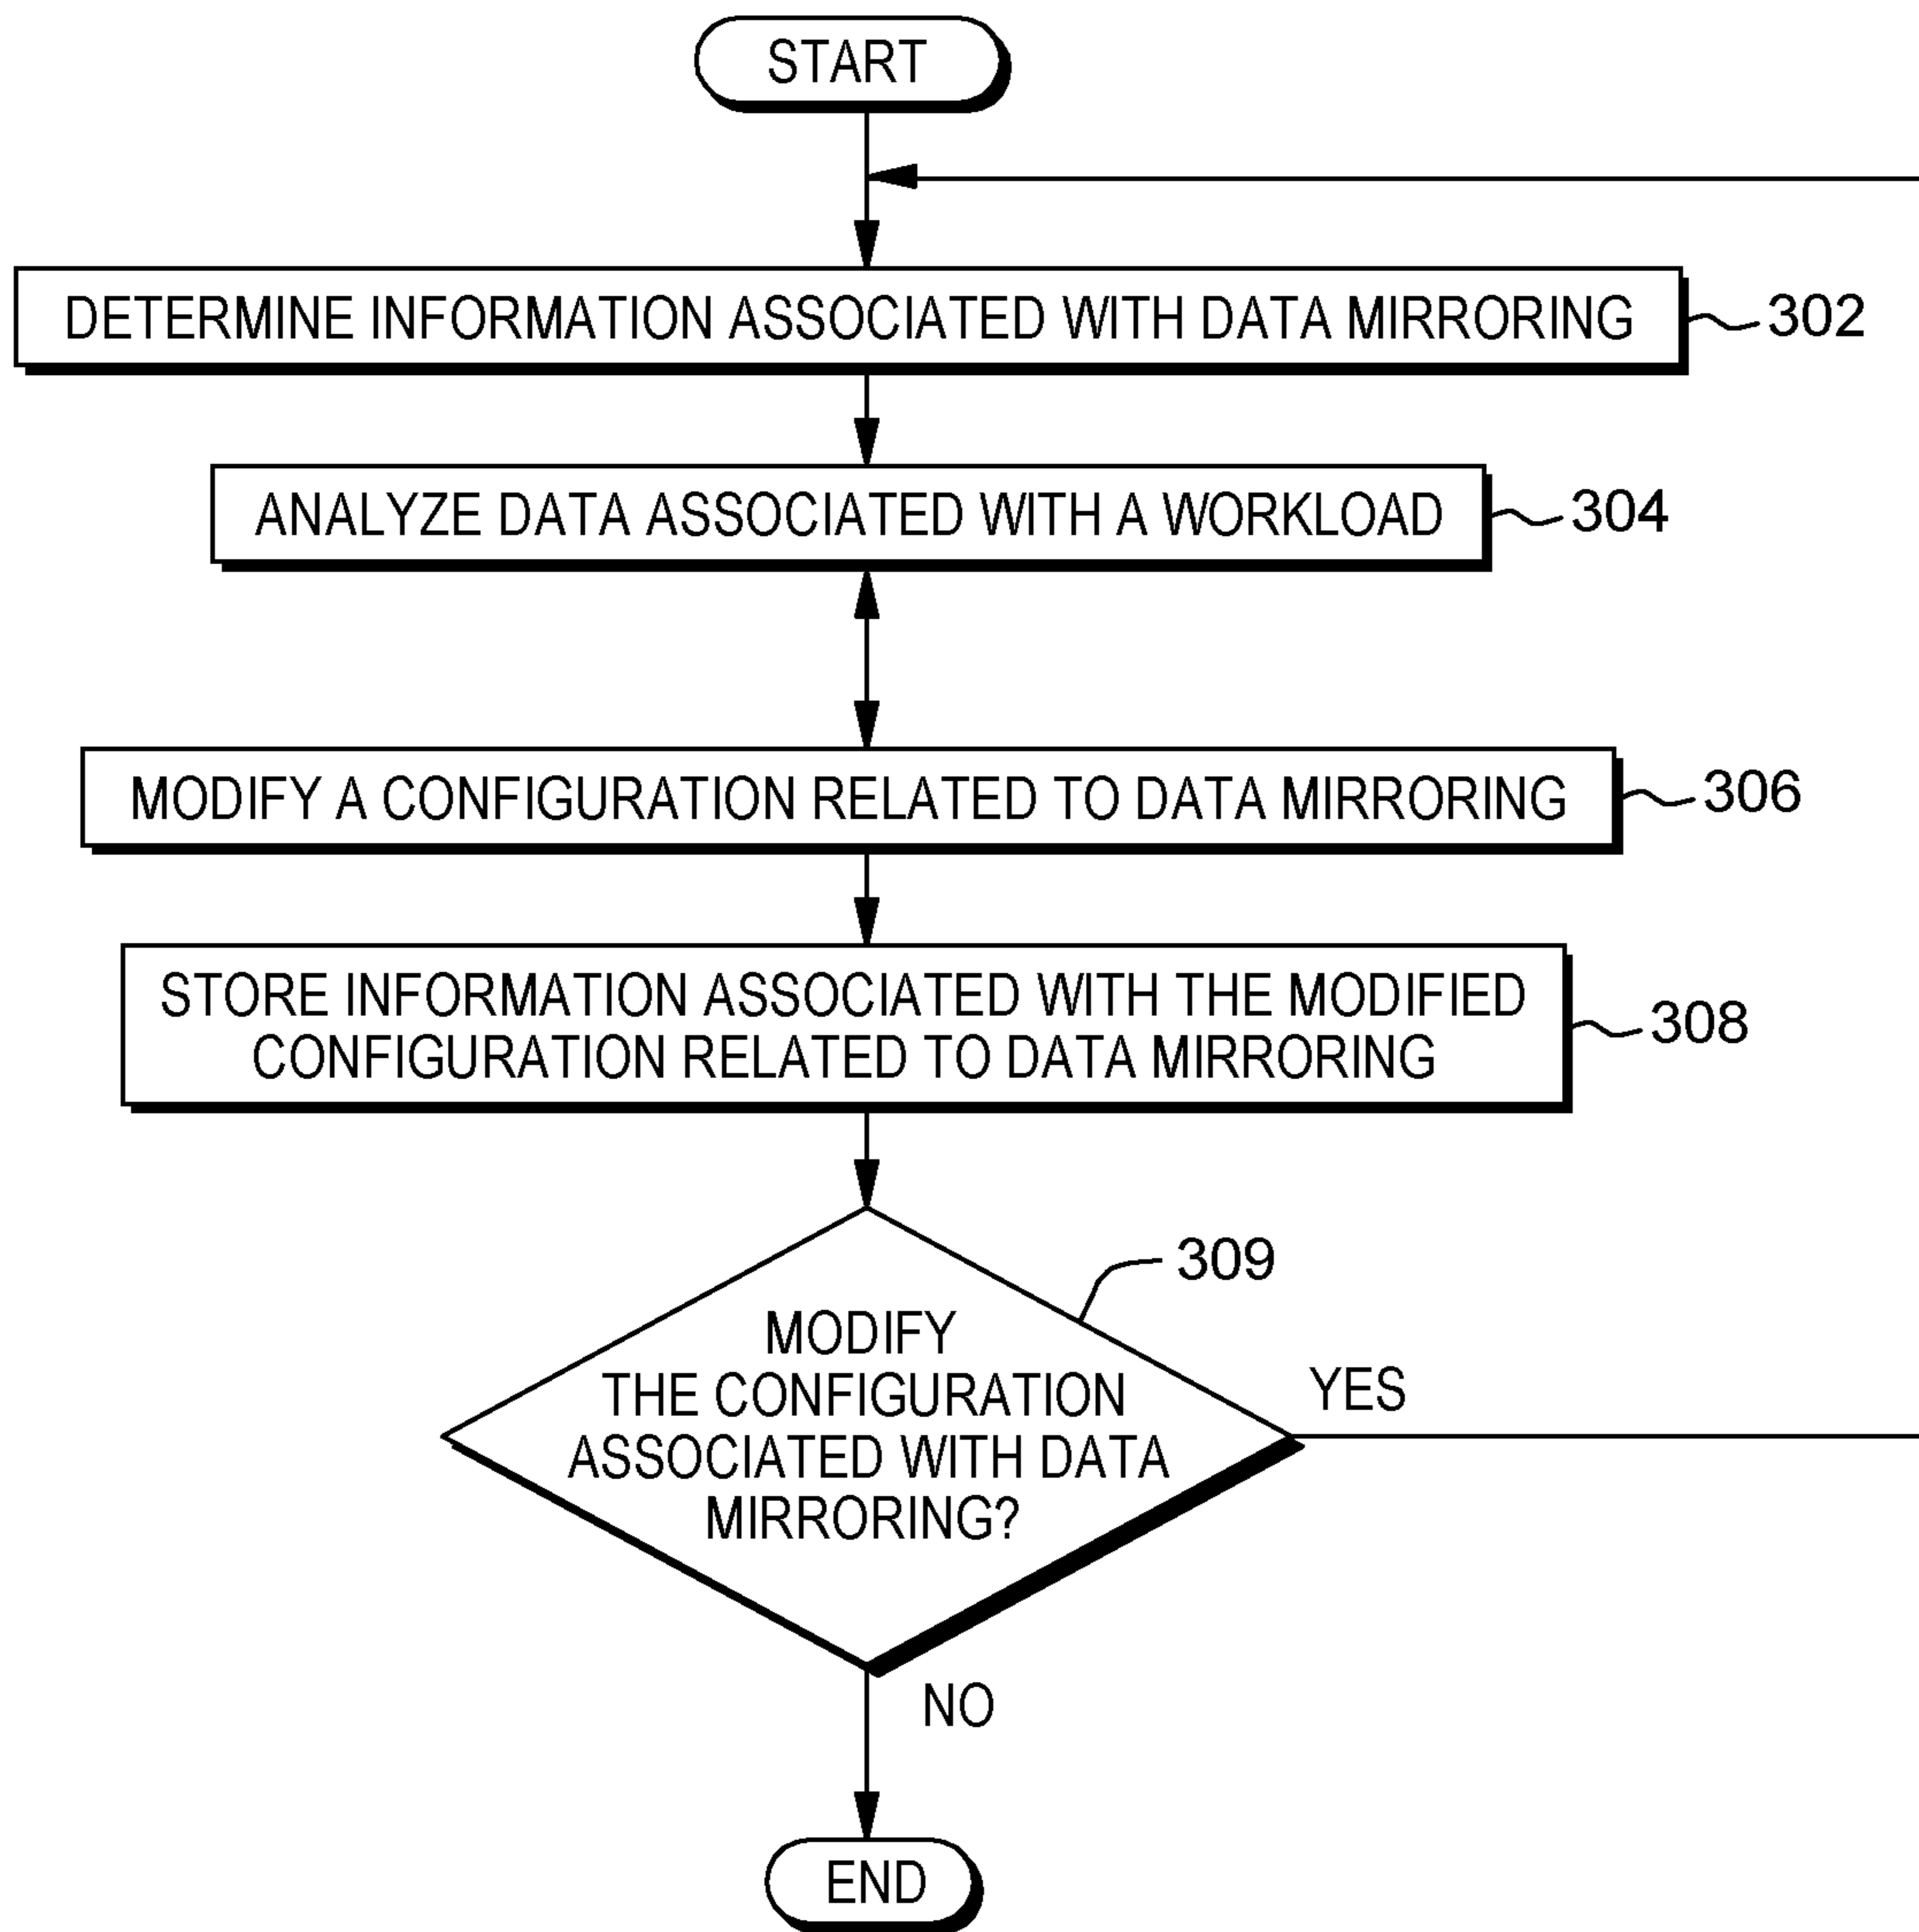 START
DETERMINE INFORMATION ASSOCIATED WITH DATA MIRRORING
302
ANALYZE DATA ASSOCIATED WITH A WORKLOAD
304
MODIFY A CONFIGURATION RELATED TO DATA MIRRORING
306
STORE INFORMATION ASSOCIATED WITH THE MODIFIED
CONFIGURATION RELATED TO DATA MIRRORING
308
309
MODIFY
THE CONFIGURATION
ASSOCIATED WITH DATA
MIRRORING?
YES
NO
END